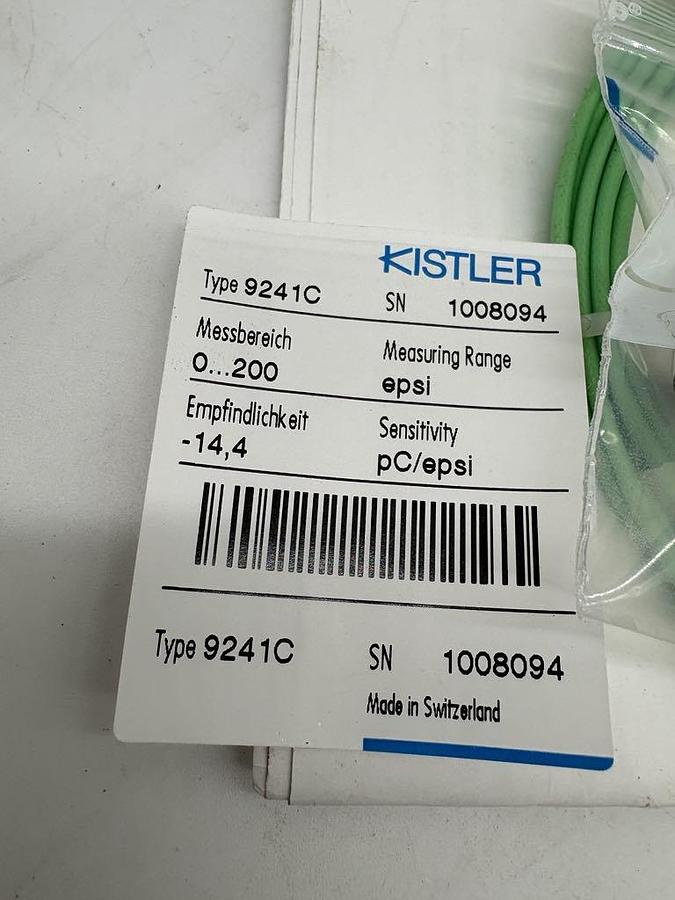 KISTLER
Type 9241C SN 1008094
Messbereich Measuring Range
0...200 epsi
Empfindlichkeit Sensitivity
-14,4 pC/epsi
Type 9241C SN 1008094
Made in Switzerland